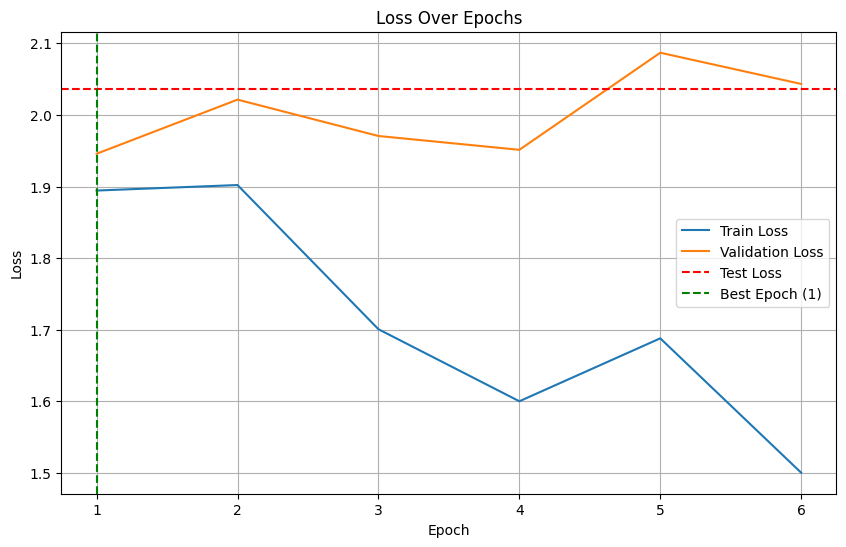 Loss Over Epochs
2.1
2.0
1.9
1.8
1.7
1.6
1.5
Loss
Train Loss
Validation Loss
Test Loss
Best Epoch (1)
1 2 3 4 5 6
Epoch